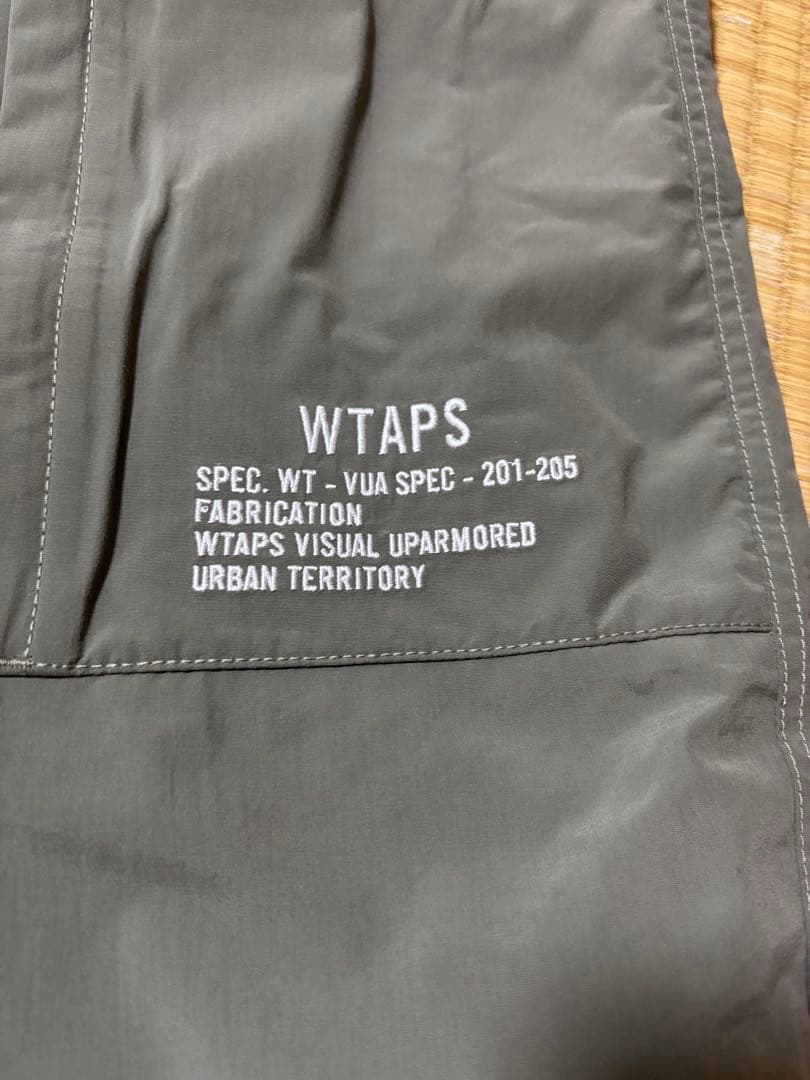 WTAPS
SPEC. WT - VUA SPEC - 201-205
FABRICATION
WTAPS VISUAL UPARMORED
URBAN TERRITORY